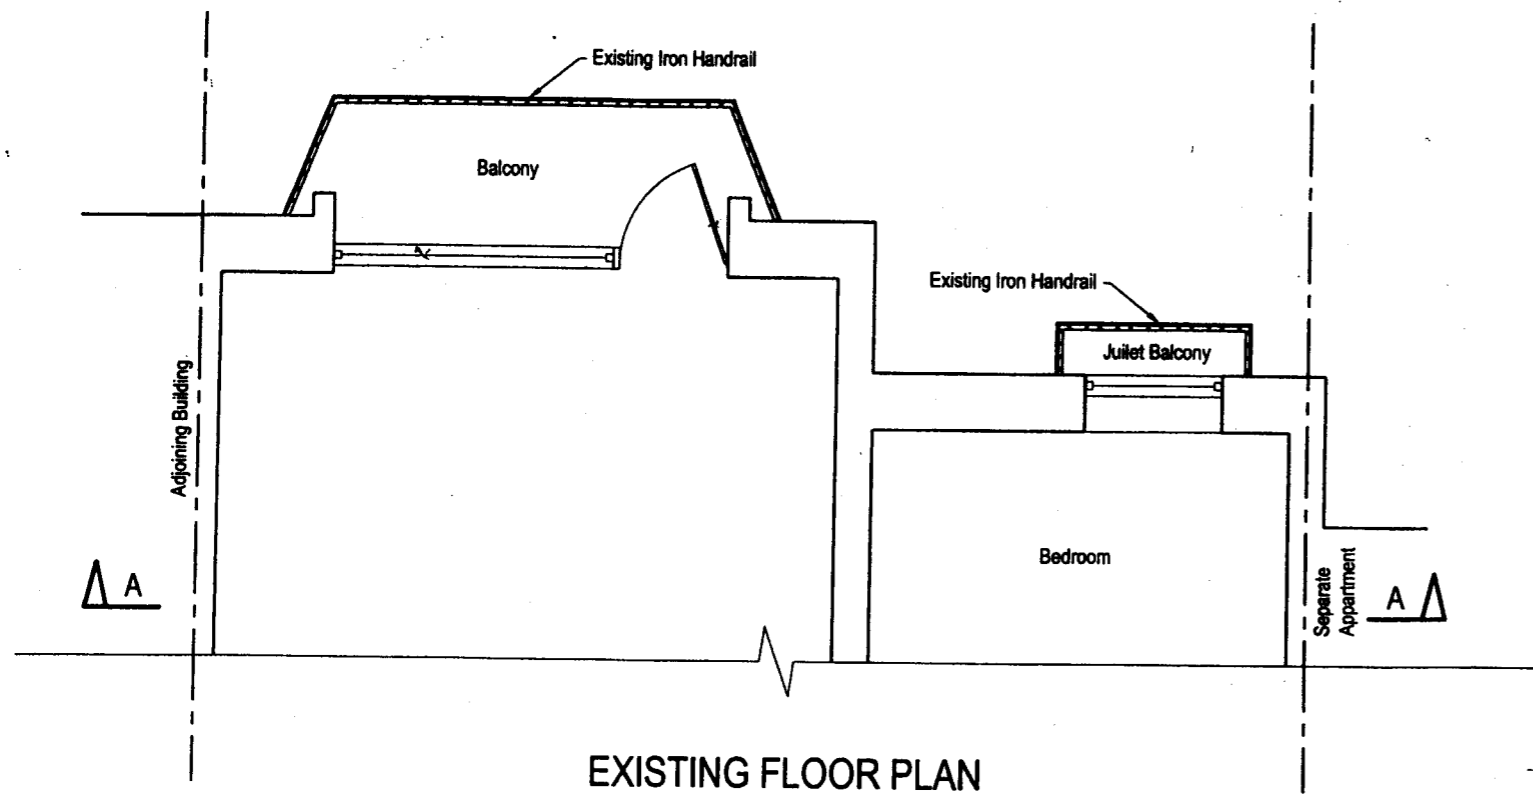 Existing Iron Handrail
Balcony
Existing Iron Handrail
Juilet Balcony
Adjoining Building
Bedroom
A
Separate
Appartment
A
EXISTING FLOOR PLAN